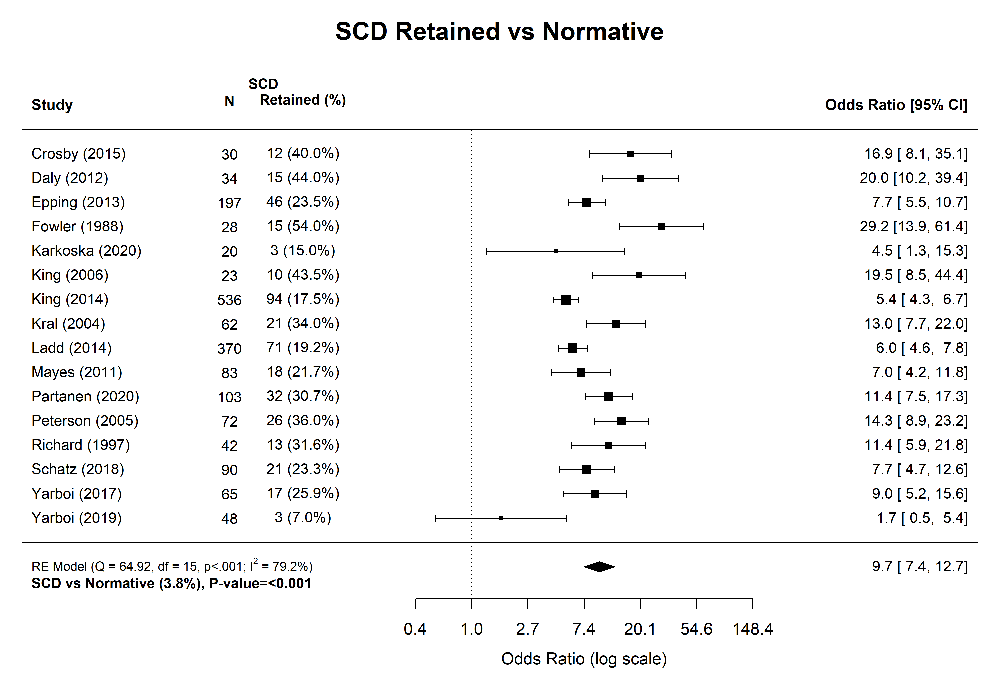 SCD Retained vs Normative
SCD
Study N Retained (%) Odds Ratio [95% CI]
Crosby (2015) 30 12 (40.0%) 16.9 [ 8.1, 35.1]
Daly (2012) 34 15 (44.0%) 20.0 [10.2, 39.4]
Epping (2013) 197 46 (23.5%) 7.7 [ 5.5, 10.7]
Fowler (1988) 28 15 (54.0%) 29.2 [13.9, 61.4]
Karkoska (2020) 20 3 (15.0%) 4.5 [ 1.3, 15.3]
King (2006) 23 10 (43.5%) 19.5 [ 8.5, 44.4]
King (2014) 536 94 (17.5%) 5.4 [ 4.3, 6.7]
Kral (2004) 62 21 (34.0%) 13.0 [ 7.7, 22.0]
Ladd (2014) 370 71 (19.2%) 6.0 [ 4.6, 7.8]
Mayes (2011) 83 18 (21.7%) 7.0 [ 4.2, 11.8]
Partanen (2020) 103 32 (30.7%) 11.4 [ 7.5, 17.3]
Peterson (2005) 72 26 (36.0%) 14.3 [ 8.9, 23.2]
Richard (1997) 42 13 (31.6%) 11.4 [ 5.9, 21.8]
Schatz (2018) 90 21 (23.3%) 7.7 [ 4.7, 12.6]
Yarboi (2017) 65 17 (25.9%) 9.0 [ 5.2, 15.6]
Yarboi (2019) 48 3 (7.0%) 1.7 [ 0.5, 5.4]
RE Model (Q = 64.92, df = 15, p<.001; I² = 79.2%) 9.7 [ 7.4, 12.7]
SCD vs Normative (3.8%), P-value=<0.001
0.4 1.0 2.7 7.4 20.1 54.6 148.4
Odds Ratio (log scale)